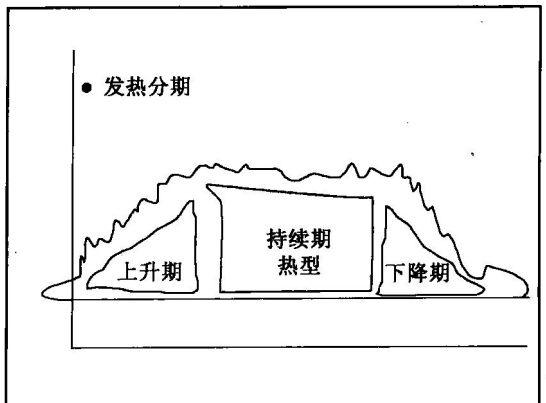 ● 发热分期
上升期
持续期
热型
下降期